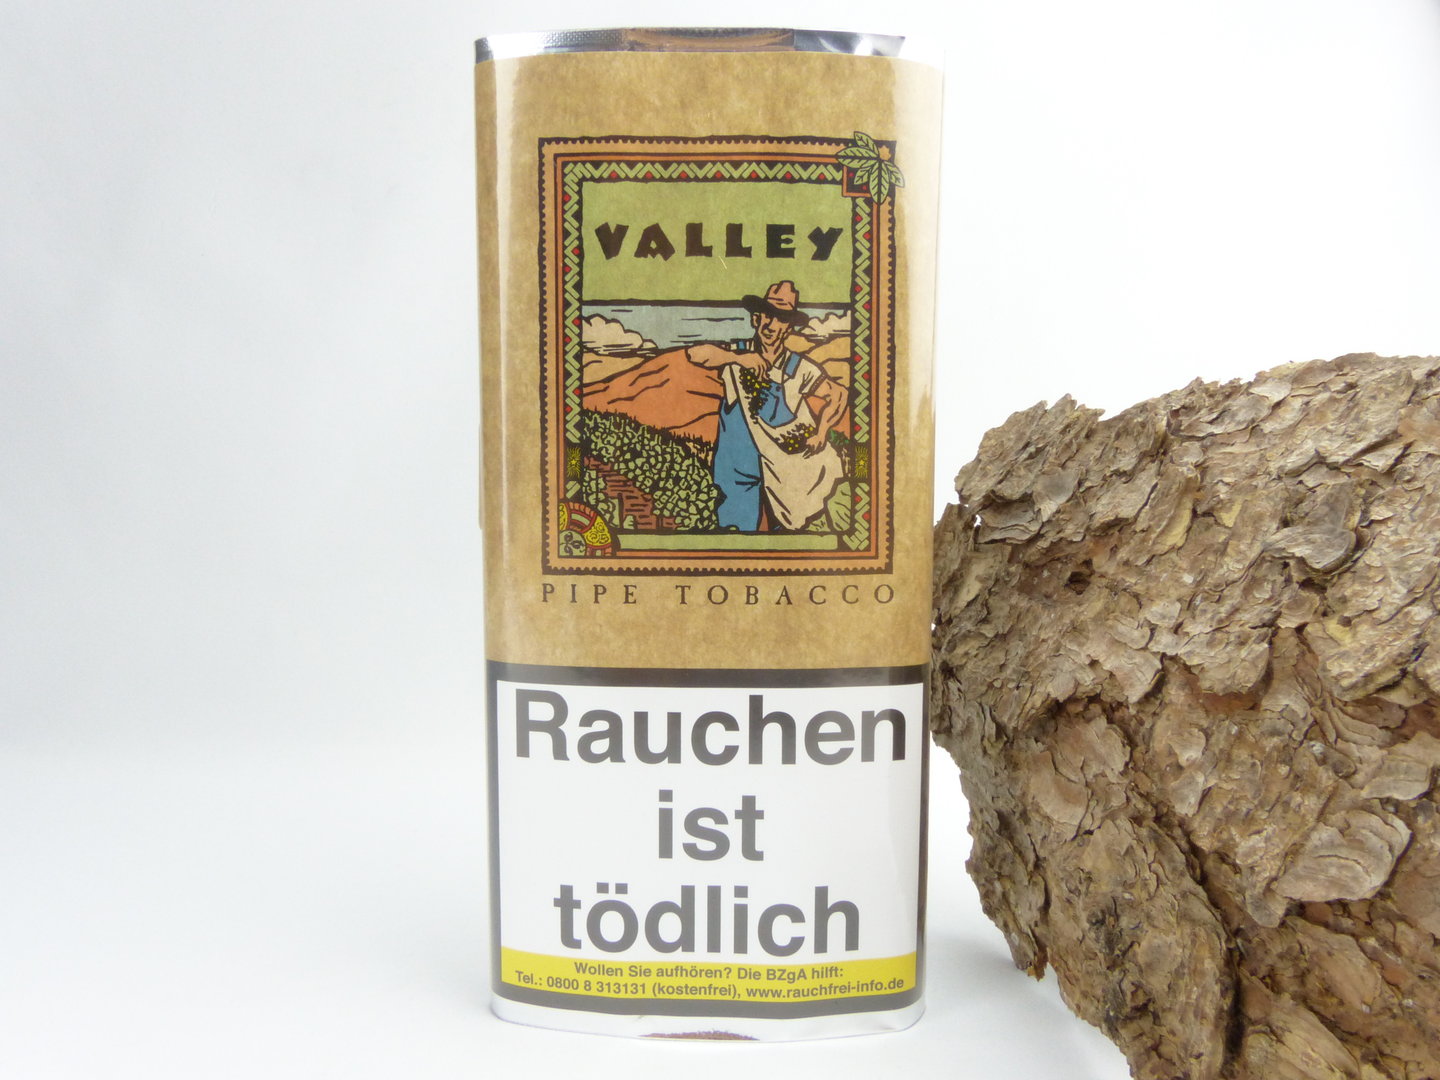 VALLEY
PIPE TOBACCO
Rauchen
ist
tödlich
Wollen Sie aufhören? Die BZgA hilft:
Tel.: 0800 8 313131 (kostenfrei), www.rauchfrei-info.de